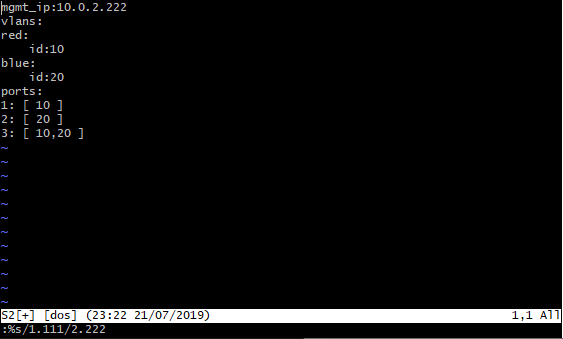 mgmt_ip:10.0.2.222
vlans:
red:
    id:10
blue:
    id:20
ports:
1: [ 10 ]
2: [ 20 ]
3: [ 10,20 ]
~
~
~
~
~
~
~
~
~
~
~
~
S2[+] [dos] (23:22 21/07/2019) 1,1 All
:%s/1.111/2.222